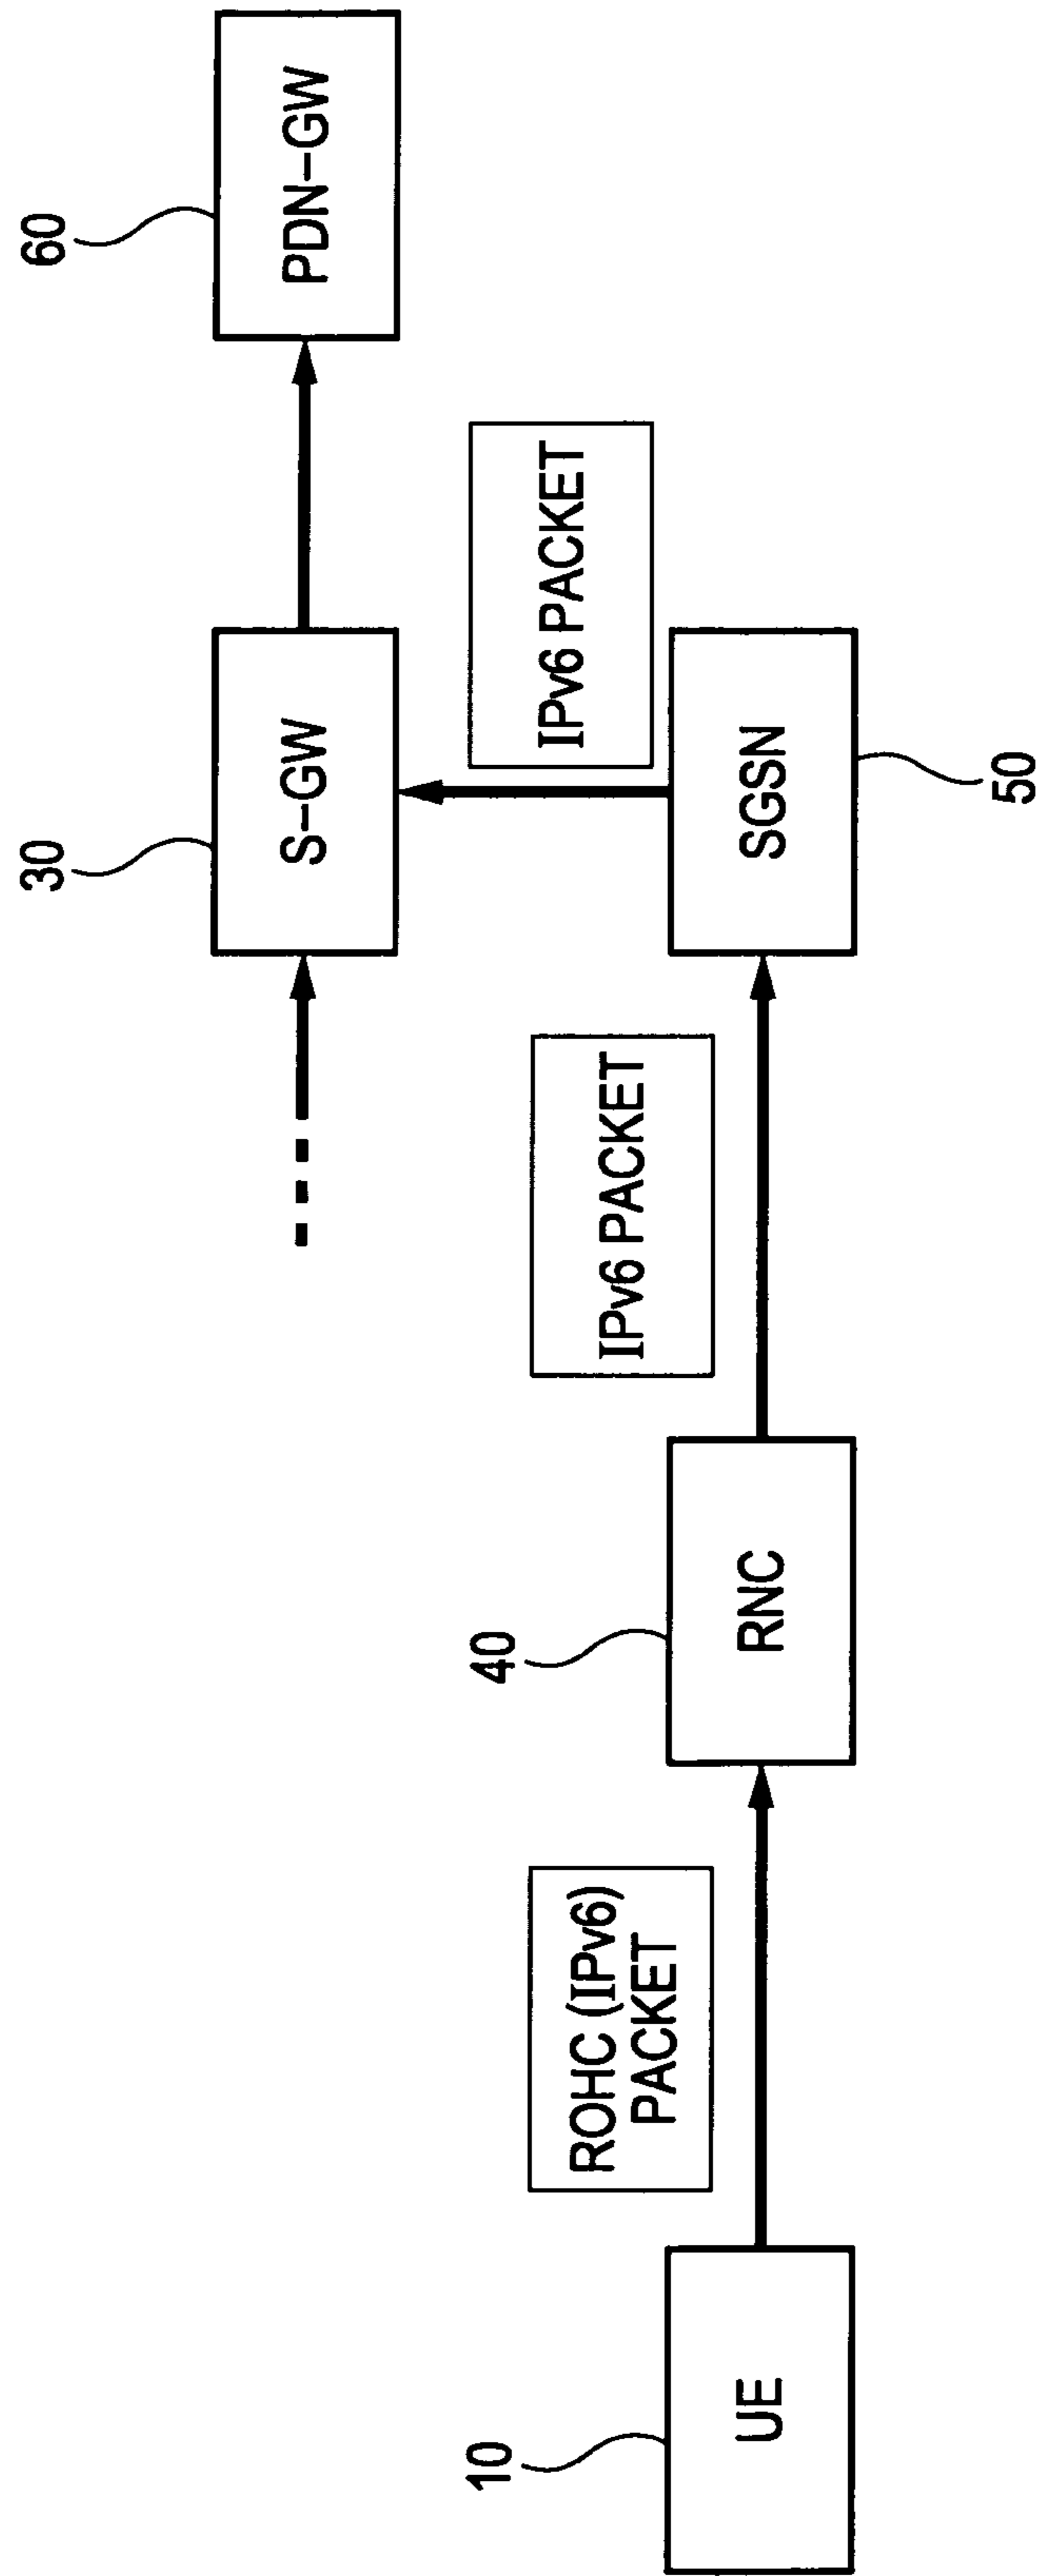 30
60
S-GW
PDN-GW
IPv6 PACKET
10
40
ROHC (IPv6)
PACKET
IPv6 PACKET
UE
RNC
SGSN
50